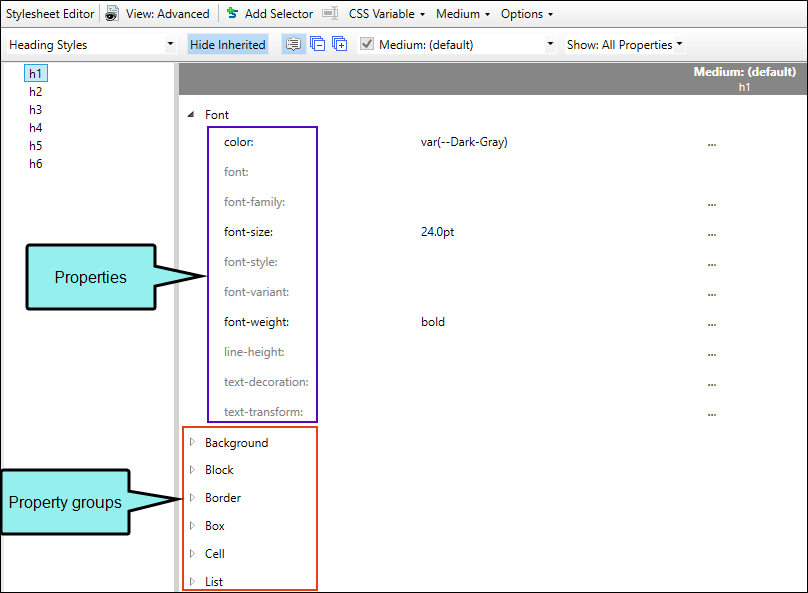 Stylesheet Editor View: Advanced Add Selector CSS Variable Medium Options
Heading Styles Hide Inherited Medium: (default) Show: All Properties
h1
h2
h3
h4
h5
h6
Medium: (default)
h1
Font
color: var(--Dark-Gray) ...
font:
font-family: ...
font-size: 24.0pt ...
font-style: ...
font-variant: ...
font-weight: bold ...
line-height: ...
text-decoration: ...
text-transform: ...
Properties
Background
Block
Border
Box
Cell
List
Property groups